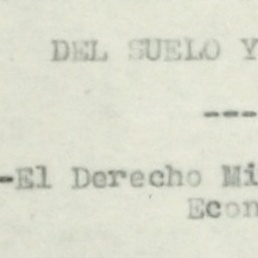 DEL SUELO Y
---
-El Derecho Mi
Econ